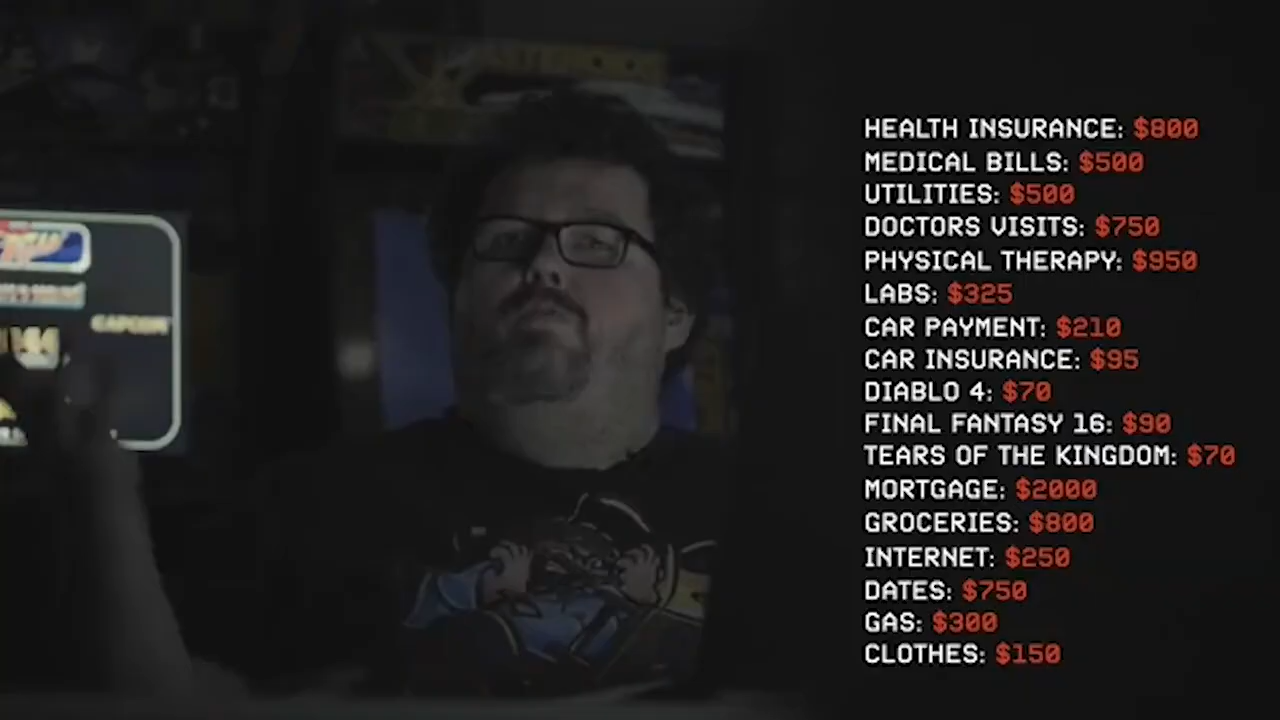 CAPCOM
HEALTH INSURANCE: $800
MEDICAL BILLS: $500
UTILITIES: $500
DOCTORS VISITS: $750
PHYSICAL THERAPY: $950
LABS: $325
CAR PAYMENT: $210
CAR INSURANCE: $95
DIABLO 4: $70
FINAL FANTASY 16: $90
TEARS OF THE KINGDOM: $70
MORTGAGE: $2000
GROCERIES: $800
INTERNET: $250
DATES: $750
GAS: $300
CLOTHES: $150